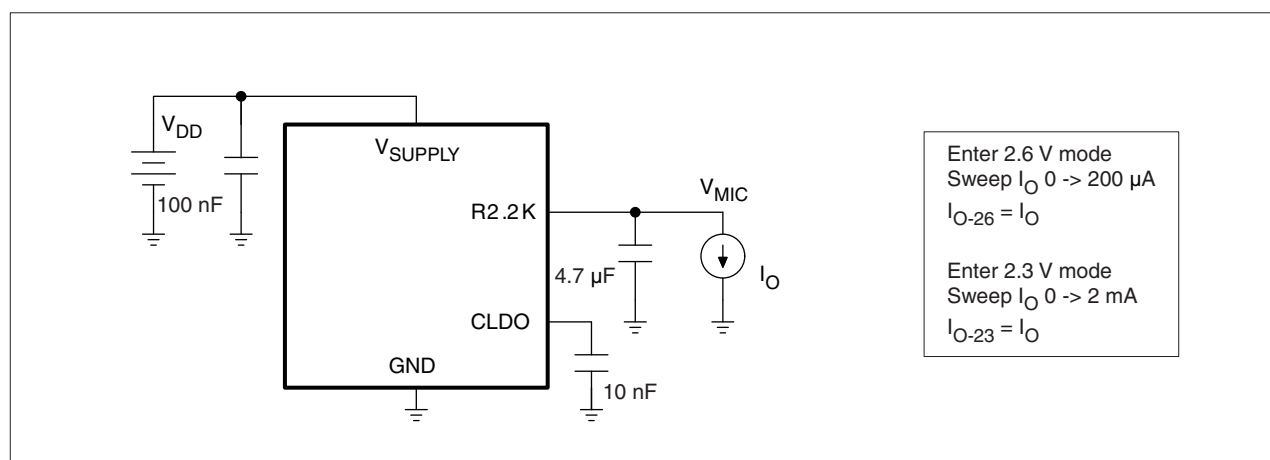 V_DD
100 nF
V_SUPPLY
R2.2K
CLDO
GND
V_MIC
4.7 µF
I_O
10 nF
Enter 2.6 V mode
Sweep I_O 0 -> 200 µA
I_O-26 = I_O
Enter 2.3 V mode
Sweep I_O 0 -> 2 mA
I_O-23 = I_O